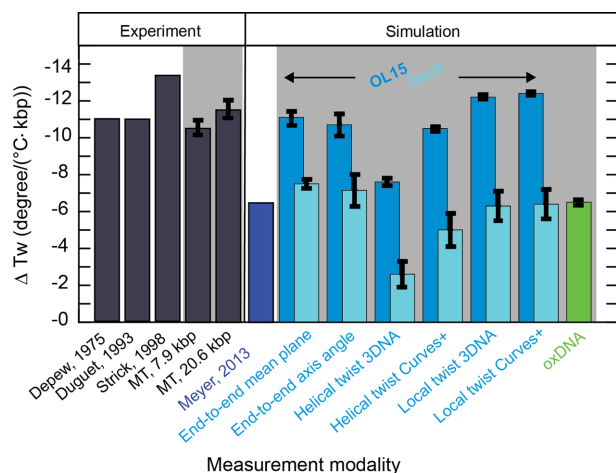 Experiment
Simulation
Δ Tw (degree/(°C· kbp))
-14
-12
-10
-8
-6
-4
-2
-0
OL15
Depew, 1975
Duguet, 1993
Strick, 1998
MT, 7.9 kbp
MT, 20.6 kbp
Meyer, 2013
End-to-end mean plane
End-to-end axis angle
Helical twist 3DNA
Helical twist Curves+
Local twist 3DNA
Local twist Curves+
oxDNA
Measurement modality